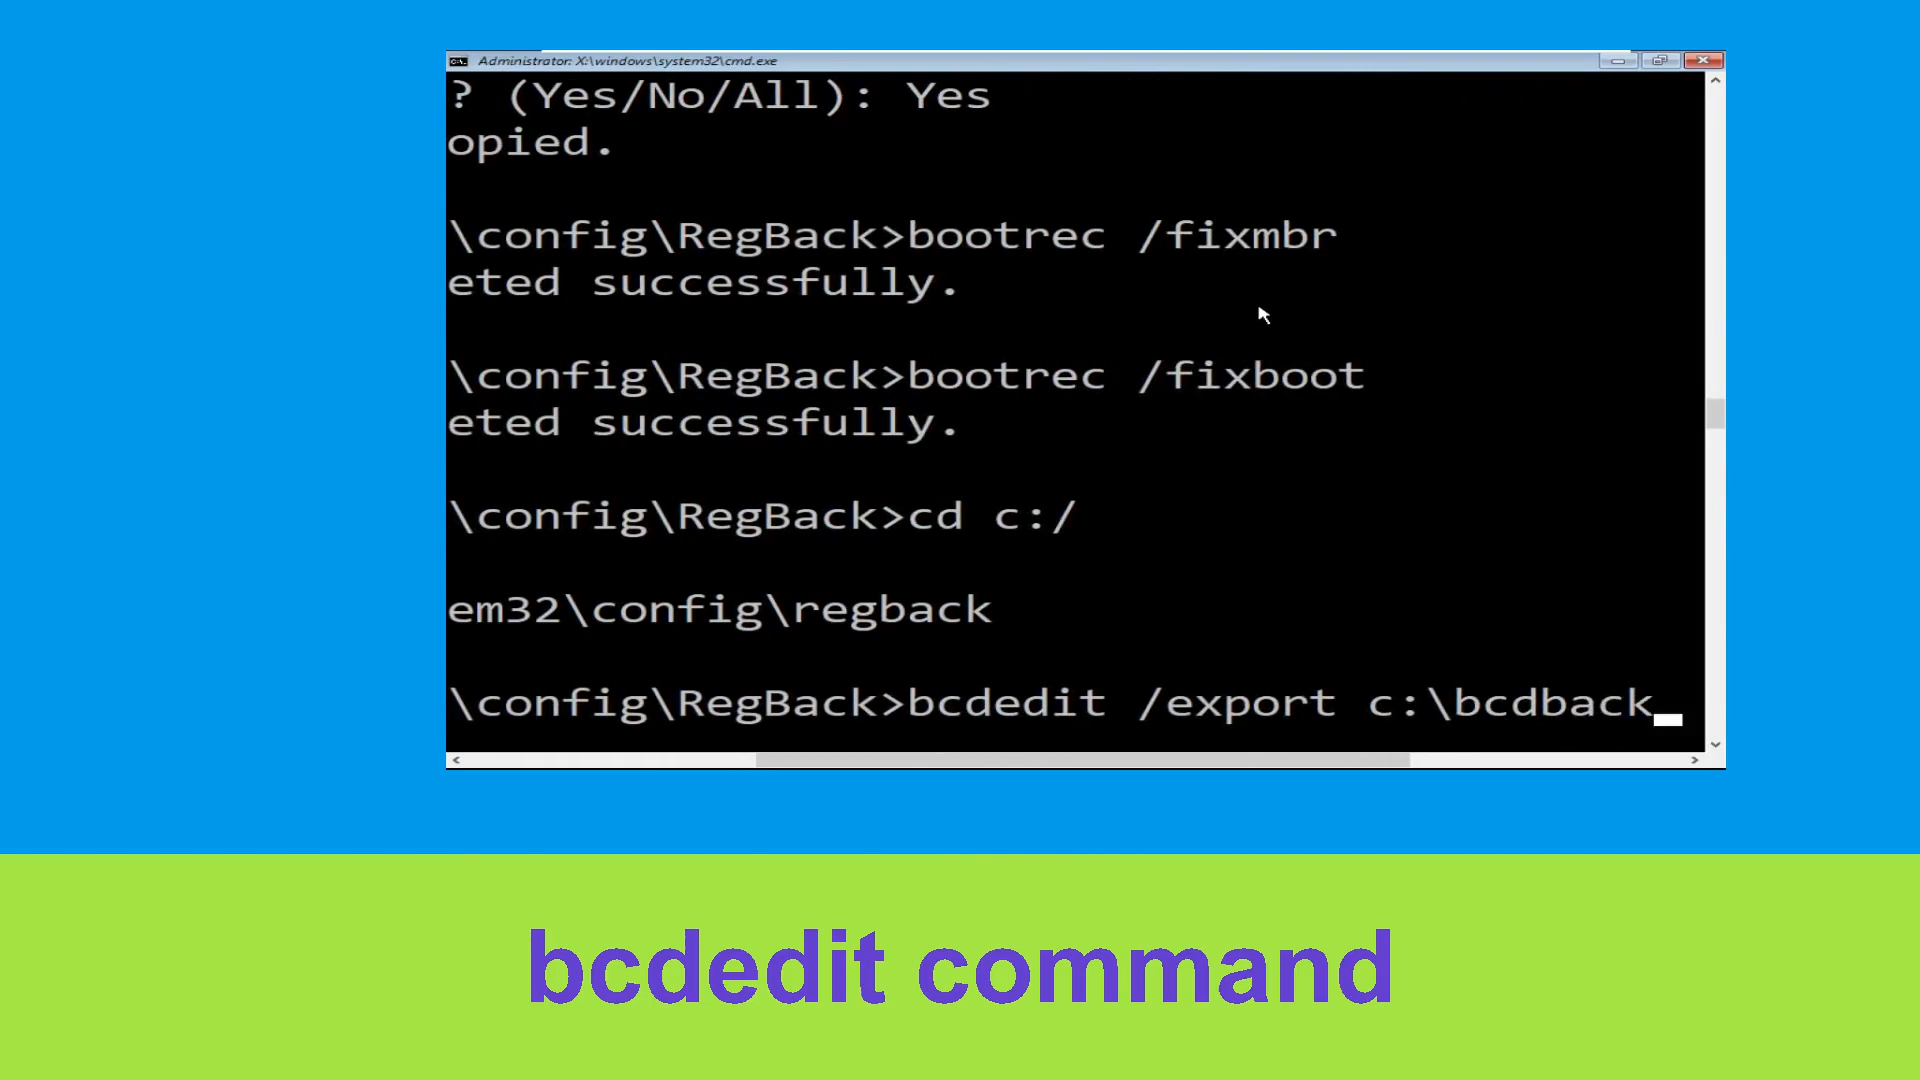 Administrator: X:\windows\system32\cmd.exe
? (Yes/No/All): Yes
opied.
\config\RegBack>bootrec /fixmbr
eted successfully.
\config\RegBack>bootrec /fixboot
eted successfully.
\config\RegBack>cd c:/
em32\config\regback
\config\RegBack>bcdedit /export c:\bcdback
bcdedit command